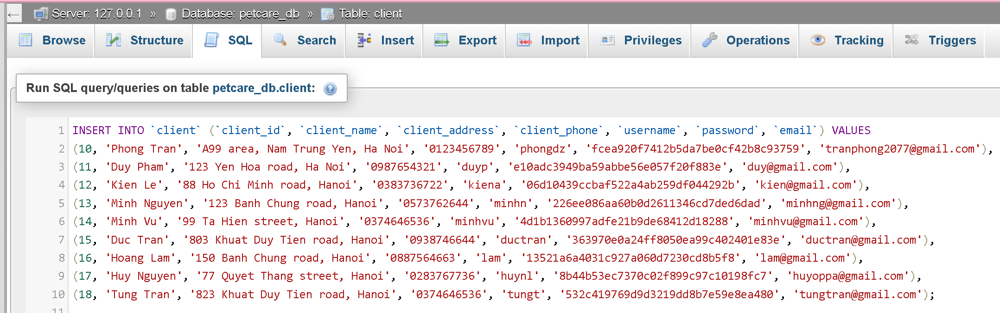 ← Server: 127.0.0.1 » Database: petcare_db » Table: client
Browse Structure SQL Search Insert Export Import Privileges Operations Tracking Triggers
Run SQL query/queries on table petcare_db.client:
1 INSERT INTO `client` (`client_id`, `client_name`, `client_address`, `client_phone`, `username`, `password`, `email`) VALUES
2 (10, 'Phong Tran', 'A99 area, Nam Trung Yen, Ha Noi', '0123456789', 'phongdz', 'fcea920f7412b5da7be0cf42b8c93759', 'tranphong2077@gmail.com'),
3 (11, 'Duy Pham', '123 Yen Hoa road, Ha Noi', '0987654321', 'duyp', 'e10adc3949ba59abbe56e057f20f883e', 'duy@gmail.com'),
4 (12, 'Kien Le', '88 Ho Chi Minh road, Hanoi', '0383736722', 'kiena', '06d10439ccbaf522a4ab259df044292b', 'kien@gmail.com'),
5 (13, 'Minh Nguyen', '123 Banh Chung road, Hanoi', '0573762644', 'minhn', '226ee086aa60b0d2611346cd7ded6dad', 'minhng@gmail.com'),
6 (14, 'Minh Vu', '99 Ta Hien street, Hanoi', '0374646536', 'minhvu', '4d1b1360997adfe21b9de68412d18288', 'minhvu@gmail.com'),
7 (15, 'Duc Tran', '803 Khuat Duy Tien road, Hanoi', '0938746644', 'ductran', '363970e0a24ff8050ea99c402401e83e', 'ductran@gmail.com'),
8 (16, 'Hoang Lam', '150 Banh Chung road, Hanoi', '0887564663', 'lam', '13521a6a4031c927a060d7230cd8b5f8', 'lam@gmail.com'),
9 (17, 'Huy Nguyen', '77 Quyet Thang street, Hanoi', '0283767736', 'huynl', '8b44b53ec7370c02f899c97c10198fc7', 'huyoppa@gmail.com'),
10 (18, 'Tung Tran', '823 Khuat Duy Tien road, Hanoi', '0374646536', 'tungt', '532c419769d9d3219dd8b7e59e8ea480', 'tungtran@gmail.com');
11